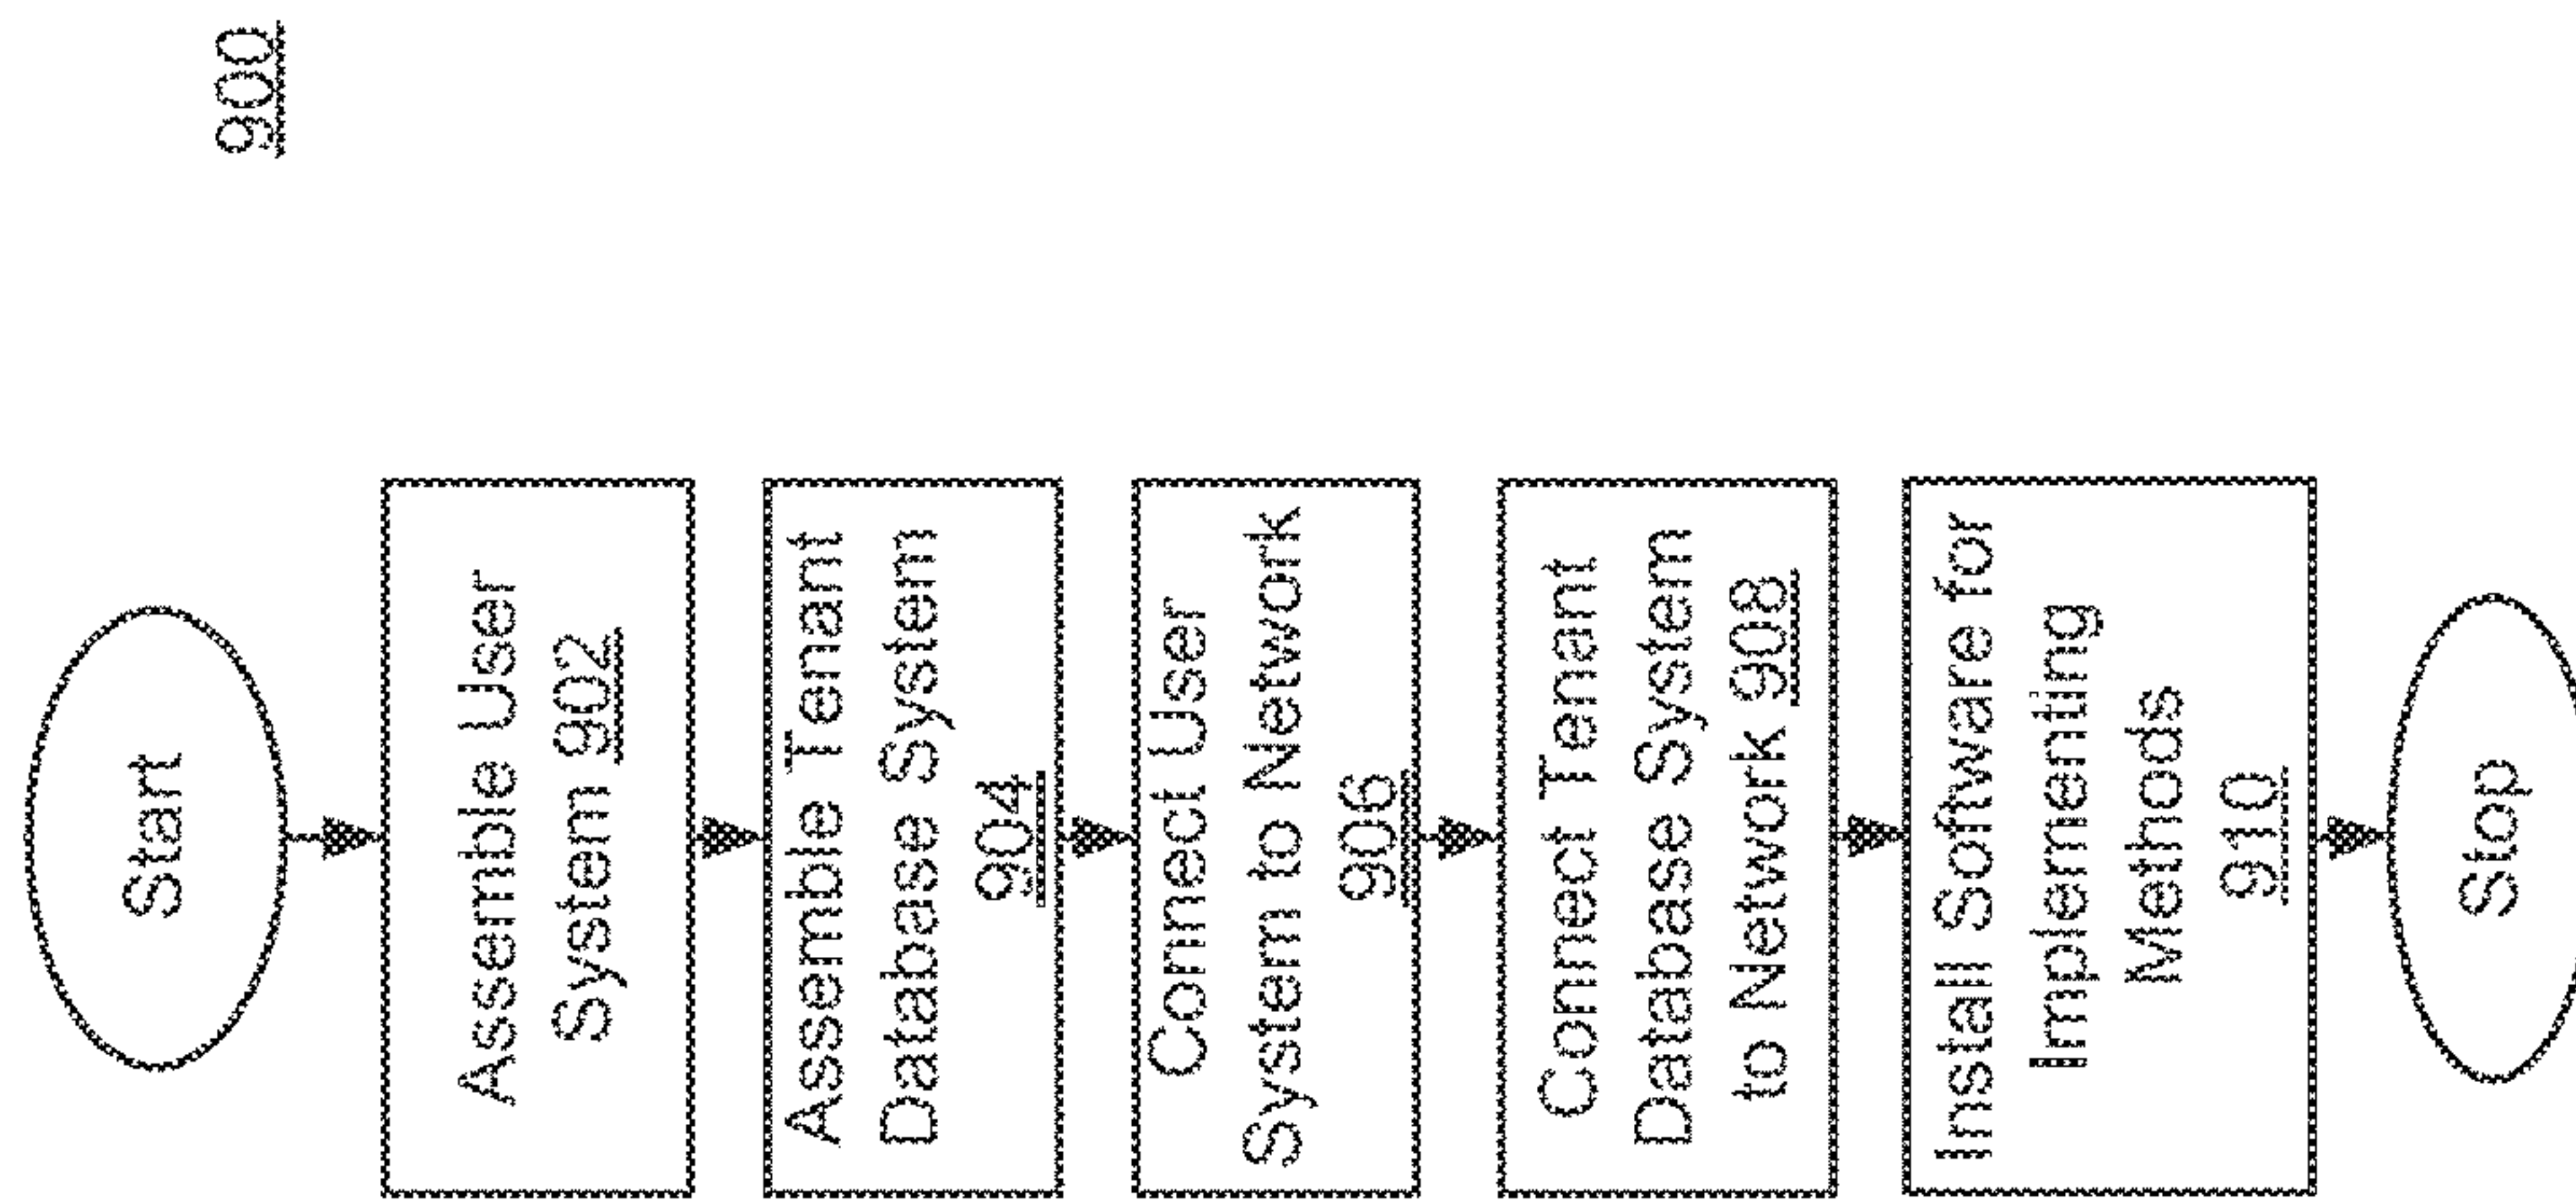 900
Start
Assemble User
System 902
Assemble Tenant
Database System
904
Connect User
System to Network
906
Connect Tenant
Database System
to Network 908
Install Software for
Implementing
Methods
910
Stop